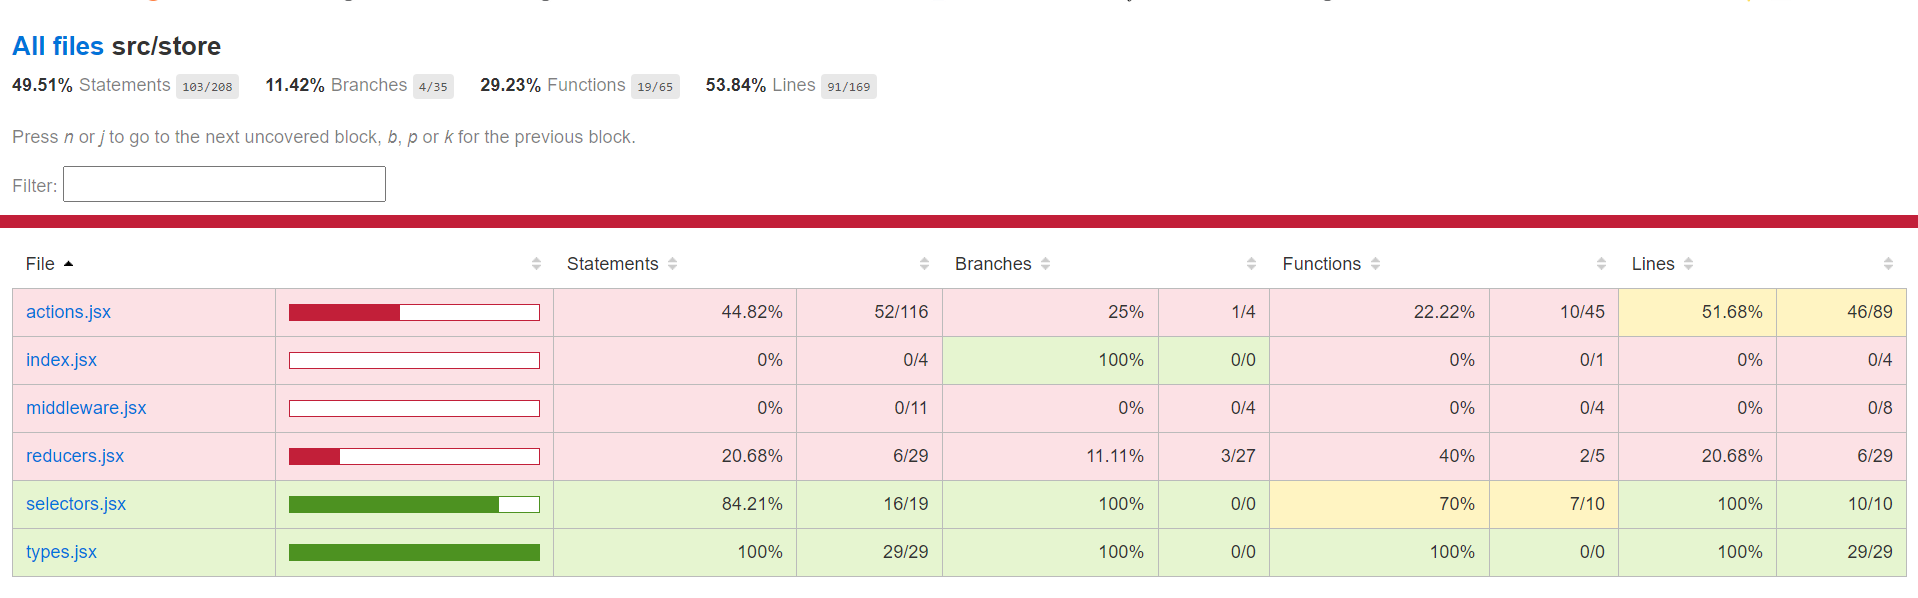 All files src/store
49.51% Statements 103/208 11.42% Branches 4/35 29.23% Functions 19/65 53.84% Lines 91/169
Press n or j to go to the next uncovered block, b, p or k for the previous block.
Filter:
File Statements Branches Functions Lines
actions.jsx 44.82% 52/116 25% 1/4 22.22% 10/45 51.68% 46/89
index.jsx 0% 0/4 100% 0/0 0% 0/1 0% 0/4
middleware.jsx 0% 0/11 0% 0/4 0% 0/4 0% 0/8
reducers.jsx 20.68% 6/29 11.11% 3/27 40% 2/5 20.68% 6/29
selectors.jsx 84.21% 16/19 100% 0/0 70% 7/10 100% 10/10
types.jsx 100% 29/29 100% 0/0 100% 0/0 100% 29/29